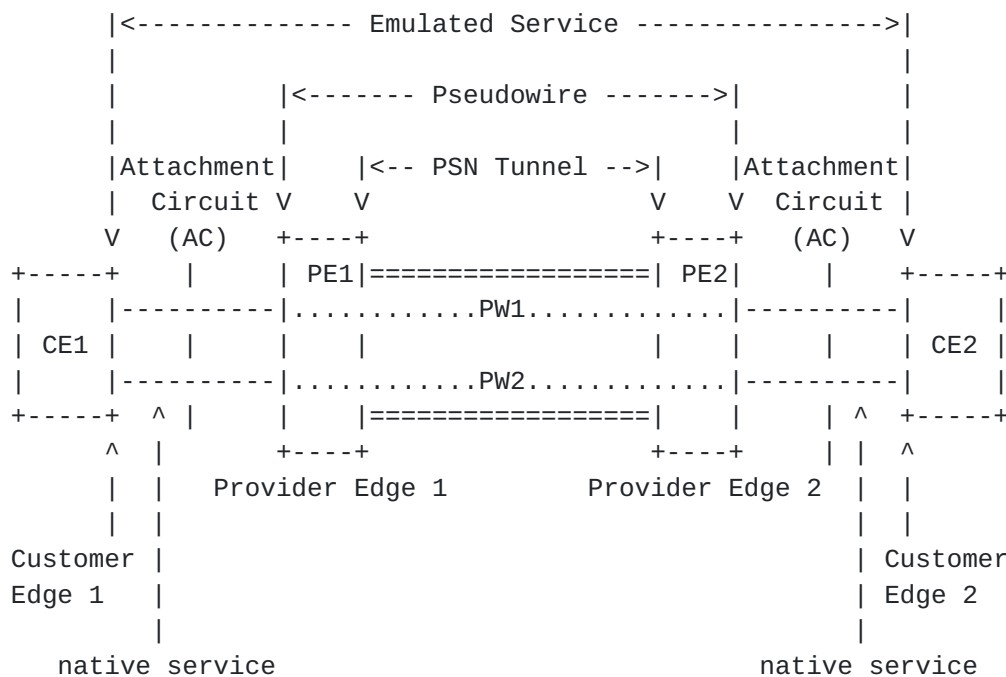 |<-------------- Emulated Service ---------------->|
|<------- Pseudowire ------->|
|Attachment| |<-- PSN Tunnel -->| |Attachment|
| Circuit V V V V Circuit |
V (AC) +----+ +----+ (AC) V
+-----+ | | PE1|==================| PE2| | +-----+
| |----------|............PW1.............|----------| |
| CE1 | | | | | | | | CE2 |
| |----------|............PW2.............|----------| |
+-----+ ^ | | |==================| | | ^ +-----+
^ | +----+ +----+ | | ^
| | Provider Edge 1 Provider Edge 2 | |
Customer | | Customer
Edge 1 | | Edge 2
native service native service